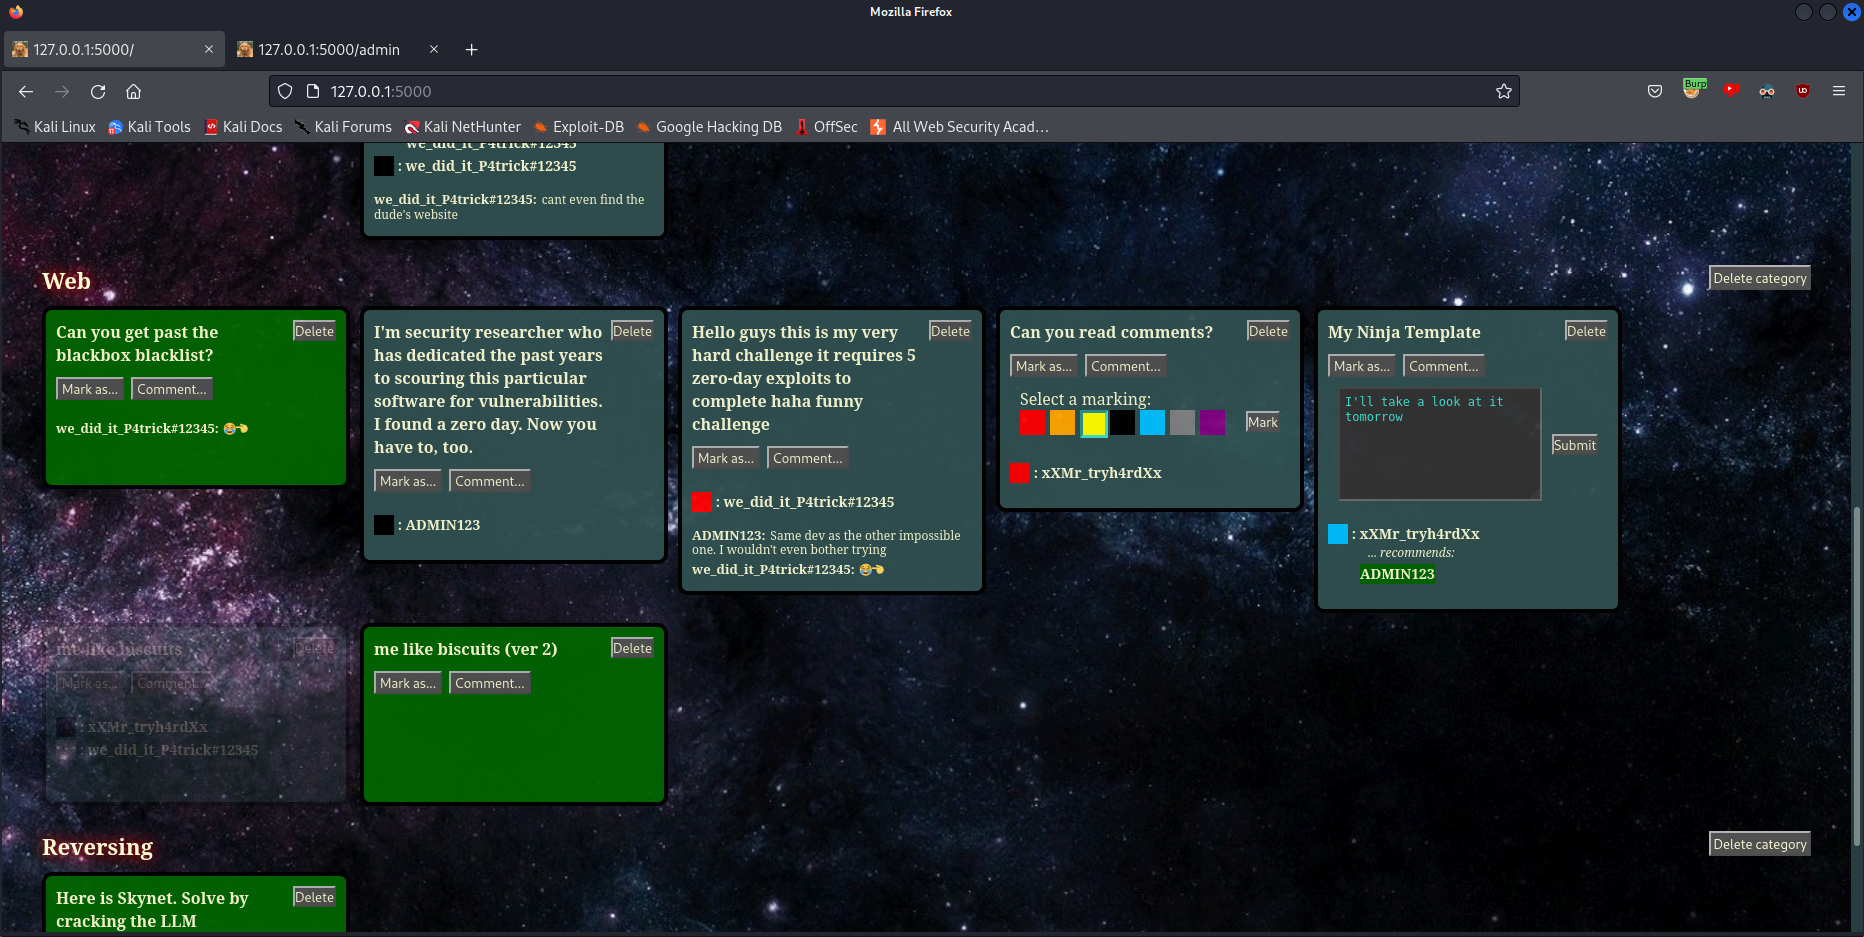 Mozilla Firefox
127.0.0.1:5000/
127.0.0.1:5000/admin
127.0.0.1:5000
Burp
Kali Linux
Kali Tools
Kali Docs
Kali Forums
Kali NetHunter
Exploit-DB
Google Hacking DB
OffSec
All Web Security Acad…
we_did_it_P4trick#12345
: we_did_it_P4trick#12345
we_did_it_P4trick#12345: cant even find the
dude's website
Web
Delete category
Can you get past the
blackbox blacklist?
Delete
Mark as...
Comment...
we_did_it_P4trick#12345: 😂👈
I'm security researcher who
has dedicated the past years
to scouring this particular
software for vulnerabilities.
I found a zero day. Now you
have to, too.
Delete
Mark as...
Comment...
: ADMIN123
Hello guys this is my very
hard challenge it requires 5
zero-day exploits to
complete haha funny
challenge
Delete
Mark as...
Comment...
: we_did_it_P4trick#12345
ADMIN123: Same dev as the other impossible
one. I wouldn't even bother trying
we_did_it_P4trick#12345: 😂👈
Can you read comments?
Delete
Mark as...
Comment...
Select a marking:
Mark
: xXMr_tryh4rdXx
My Ninja Template
Delete
Mark as...
Comment...
I'll take a look at it
tomorrow
Submit
: xXMr_tryh4rdXx
... recommends:
ADMIN123
me like biscuits
Delete
Mark as...
Comment...
: xXMr_tryh4rdXx
: we_did_it_P4trick#12345
me like biscuits (ver 2)
Delete
Mark as...
Comment...
Reversing
Delete category
Here is Skynet. Solve by
cracking the LLM
Delete